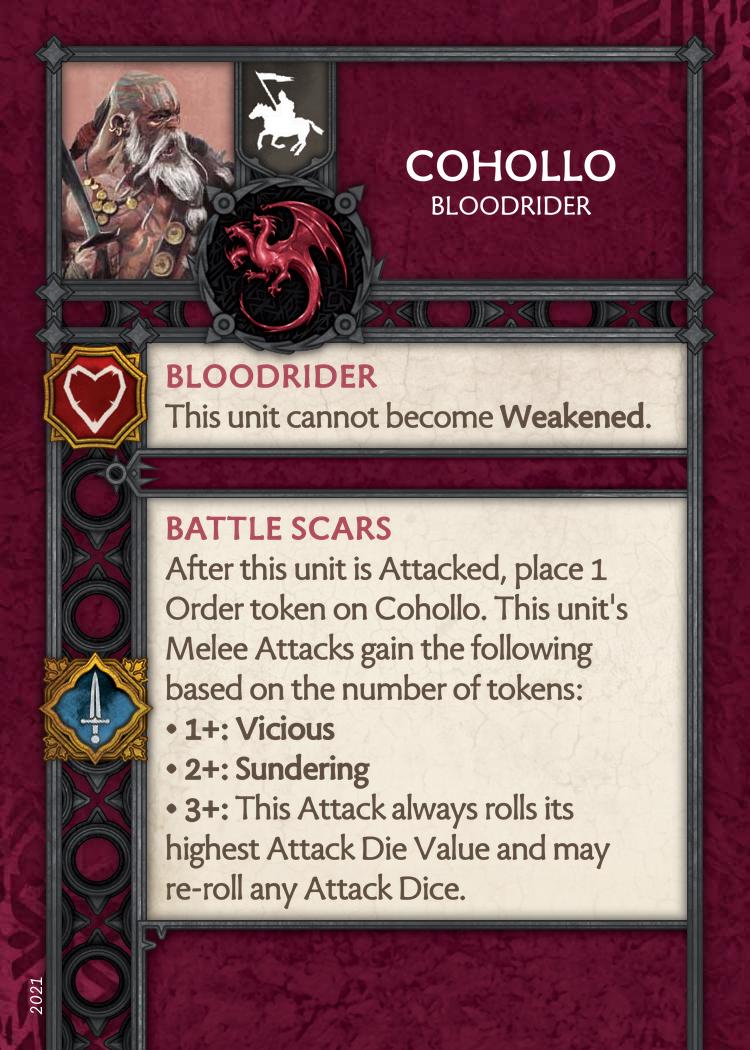 COHOLLO
BLOODRIDER
BLOODRIDER
This unit cannot become Weakened.
BATTLE SCARS
After this unit is Attacked, place 1
Order token on Cohollo. This unit's
Melee Attacks gain the following
based on the number of tokens:
• 1+: Vicious
• 2+: Sundering
• 3+: This Attack always rolls its
highest Attack Die Value and may
re-roll any Attack Dice.
2021